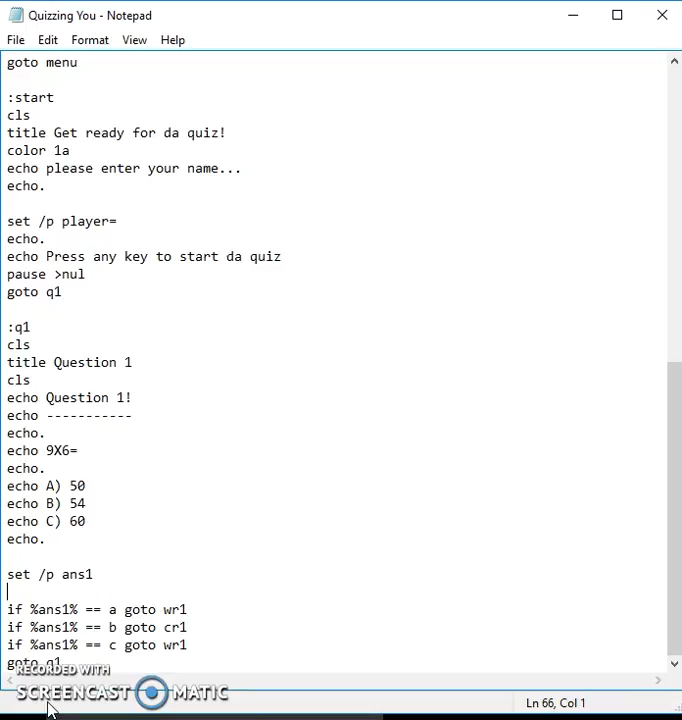 Quizzing You - Notepad
File Edit Format View Help
goto menu
:start
cls
title Get ready for da quiz!
color 1a
echo please enter your name...
echo.
set /p player=
echo.
echo Press any key to start da quiz
pause >nul
goto q1
:q1
cls
title Question 1
cls
echo Question 1!
echo -----------
echo.
echo 9X6=
echo.
echo A) 50
echo B) 54
echo C) 60
echo.
set /p ans1
if %ans1% == a goto wr1
if %ans1% == b goto cr1
if %ans1% == c goto wr1
goto q1
RECORDED WITH
SCREENCAST MATIC
Ln 66, Col 1